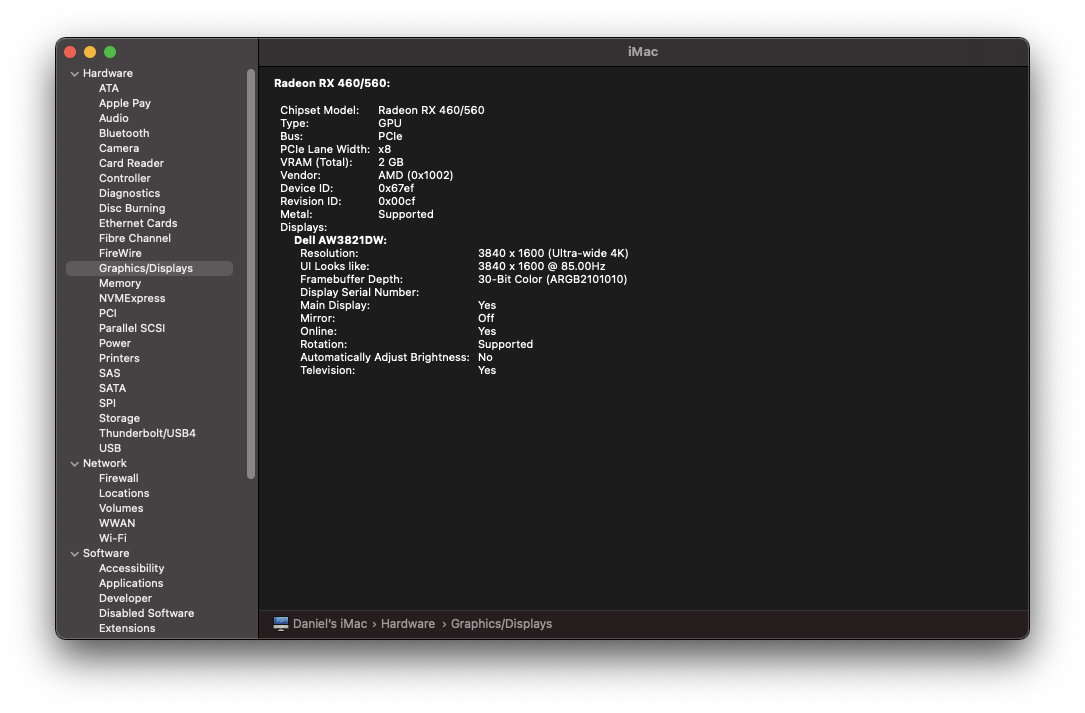 iMac
Hardware
ATA
Apple Pay
Audio
Bluetooth
Camera
Card Reader
Controller
Diagnostics
Disc Burning
Ethernet Cards
Fibre Channel
FireWire
Graphics/Displays
Memory
NVMExpress
PCI
Parallel SCSI
Power
Printers
SAS
SATA
SPI
Storage
Thunderbolt/USB4
USB
Network
Firewall
Locations
Volumes
WWAN
Wi-Fi
Software
Accessibility
Applications
Developer
Disabled Software
Extensions
Radeon RX 460/560:
Chipset Model: Radeon RX 460/560
Type: GPU
Bus: PCIe
PCIe Lane Width: x8
VRAM (Total): 2 GB
Vendor: AMD (0x1002)
Device ID: 0x67ef
Revision ID: 0x00cf
Metal: Supported
Displays:
Dell AW3821DW:
Resolution: 3840 x 1600 (Ultra-wide 4K)
UI Looks like: 3840 x 1600 @ 85.00Hz
Framebuffer Depth: 30-Bit Color (ARGB2101010)
Display Serial Number:
Main Display: Yes
Mirror: Off
Online: Yes
Rotation: Supported
Automatically Adjust Brightness: No
Television: Yes
Daniel's iMac › Hardware › Graphics/Displays